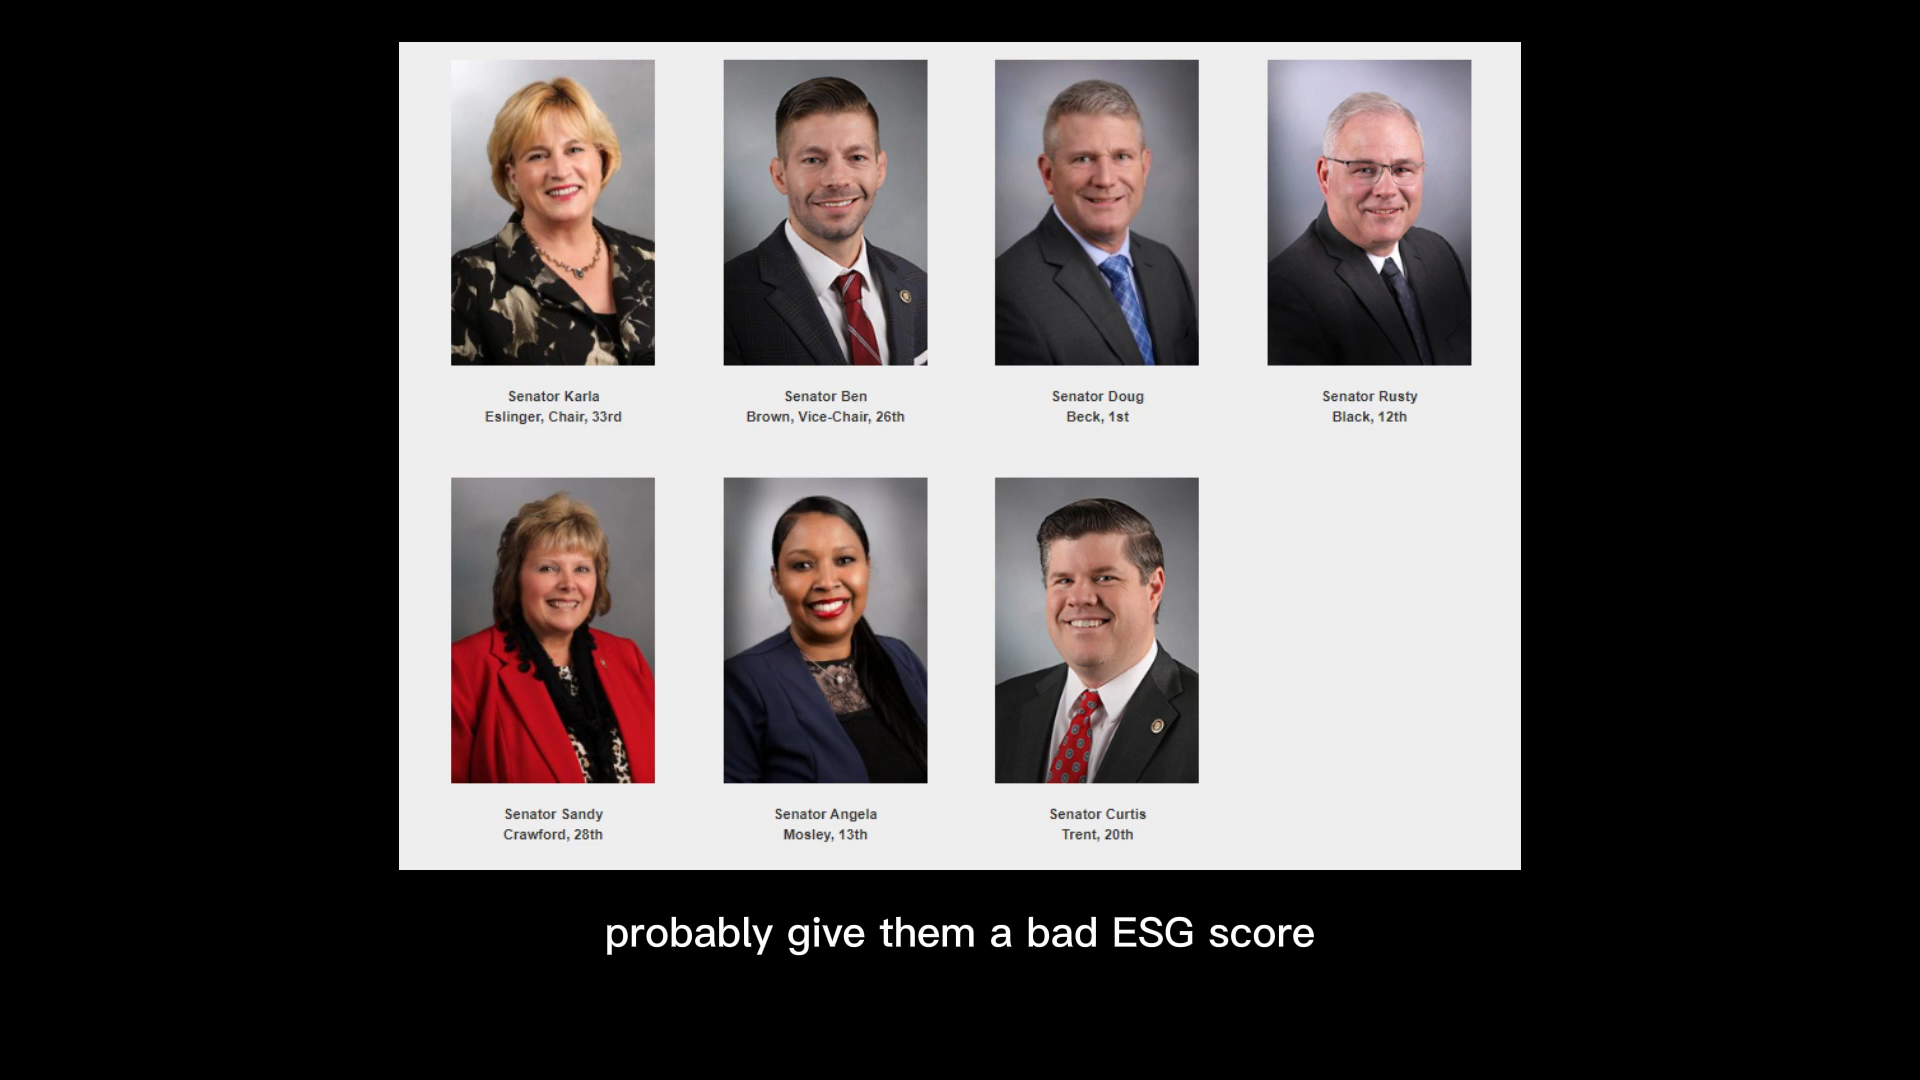 Senator Karla
Eslinger, Chair, 33rd
Senator Ben
Brown, Vice-Chair, 26th
Senator Doug
Beck, 1st
Senator Rusty
Black, 12th
Senator Sandy
Crawford, 28th
Senator Angela
Mosley, 13th
Senator Curtis
Trent, 20th
probably give them a bad ESG score